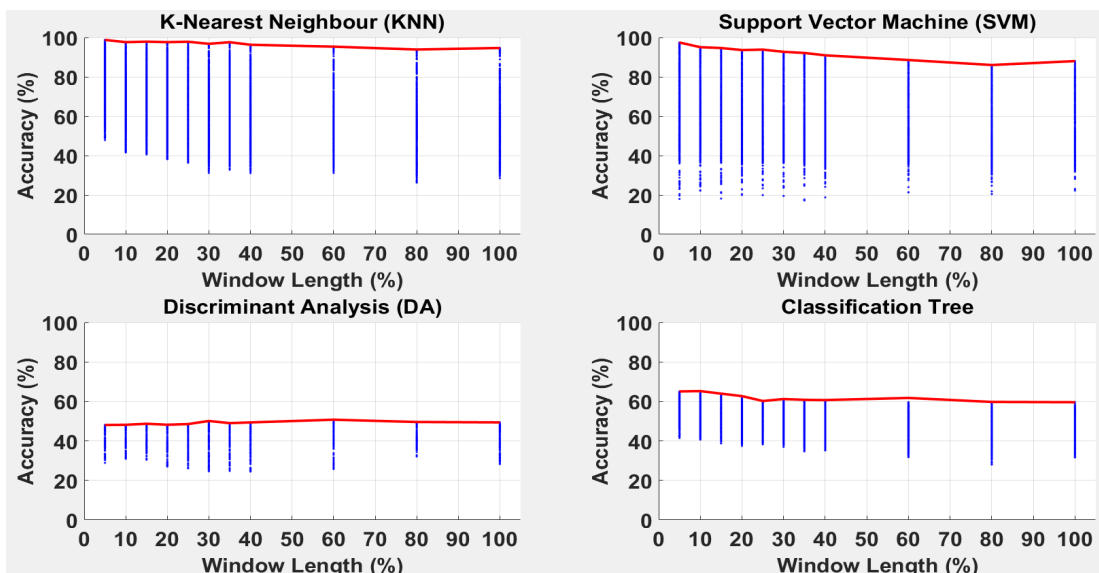 K-Nearest Neighbour (KNN)
100
80
60
40
20
0
Accuracy (%)
0 10 20 30 40 50 60 70 80 90 100
Window Length (%)
Support Vector Machine (SVM)
100
80
60
40
20
0
Accuracy (%)
0 10 20 30 40 50 60 70 80 90 100
Window Length (%)
Discriminant Analysis (DA)
100
80
60
40
20
0
Accuracy (%)
0 10 20 30 40 50 60 70 80 90 100
Window Length (%)
Classification Tree
100
80
60
40
20
0
Accuracy (%)
0 10 20 30 40 50 60 70 80 90 100
Window Length (%)